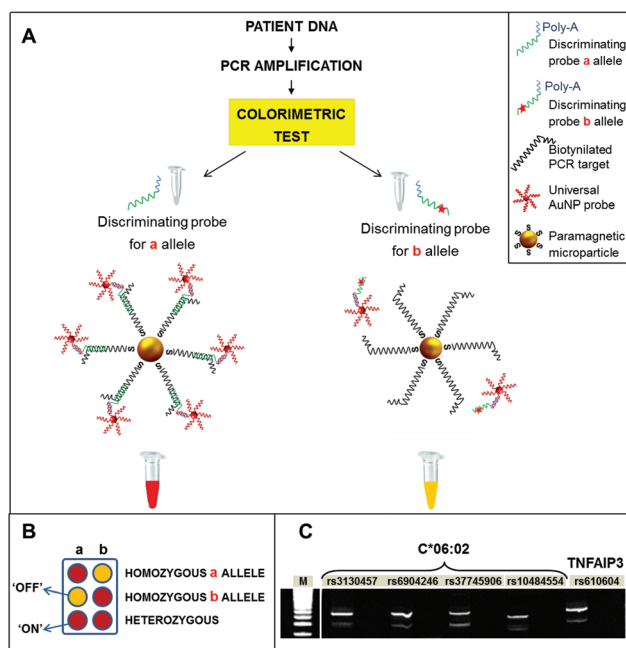 A
PATIENT DNA
PCR AMPLIFICATION
COLORIMETRIC
TEST
Discriminating probe
for a allele
Discriminating probe
for b allele
S S S S S S
S S S S S S
Poly-A
Discriminating
probe a allele
Poly-A
Discriminating
probe b allele
Biotynilated
PCR target
Universal
AuNP probe
S S S S S S
Paramagnetic
microparticle
B
a b
HOMOZYGOUS a ALLELE
'OFF'
HOMOZYGOUS b ALLELE
'ON'
HETEROZYGOUS
C
C*06:02
TNFAIP3
M rs3130457 rs6904246 rs37745906 rs10484554 rs610604